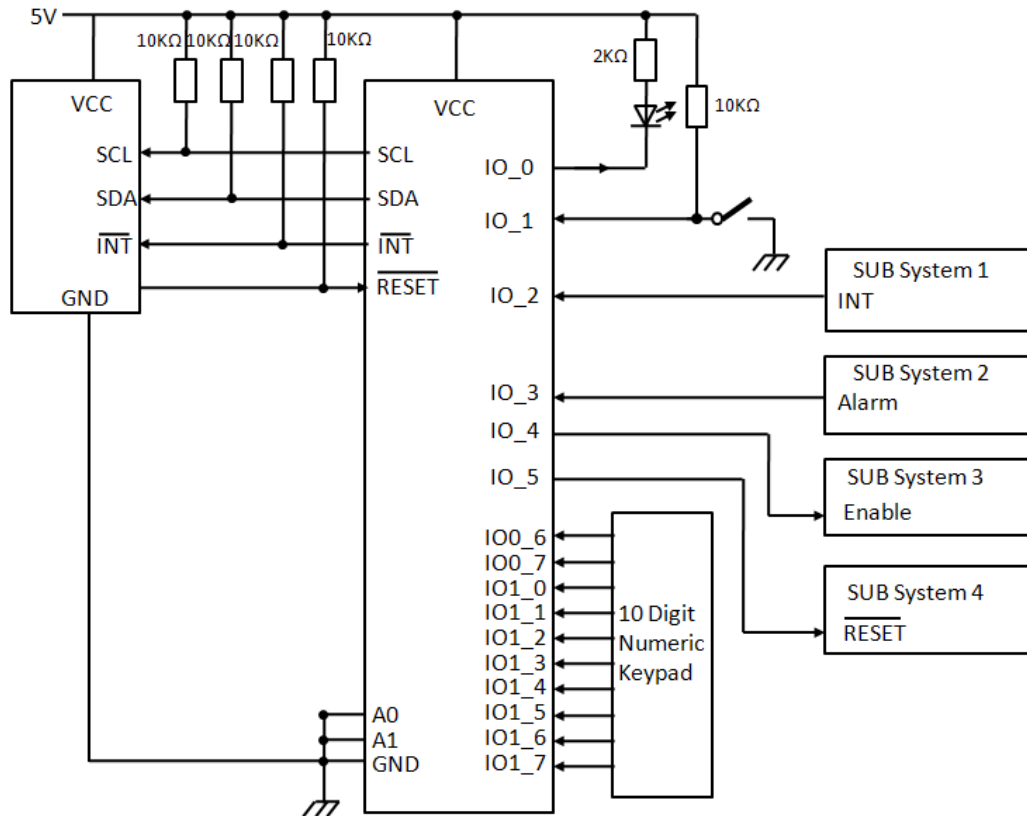 5V
10KΩ 10KΩ 10KΩ 10KΩ
2KΩ
10KΩ
VCC
SCL
SDA
INT
GND
VCC
SCL
SDA
INT
RESET
A0
A1
GND
IO_0
IO_1
IO_2
IO_3
IO_4
IO_5
IO0_6
IO0_7
IO1_0
IO1_1
IO1_2
IO1_3
IO1_4
IO1_5
IO1_6
IO1_7
10 Digit
Numeric
Keypad
SUB System 1
INT
SUB System 2
Alarm
SUB System 3
Enable
SUB System 4
RESET